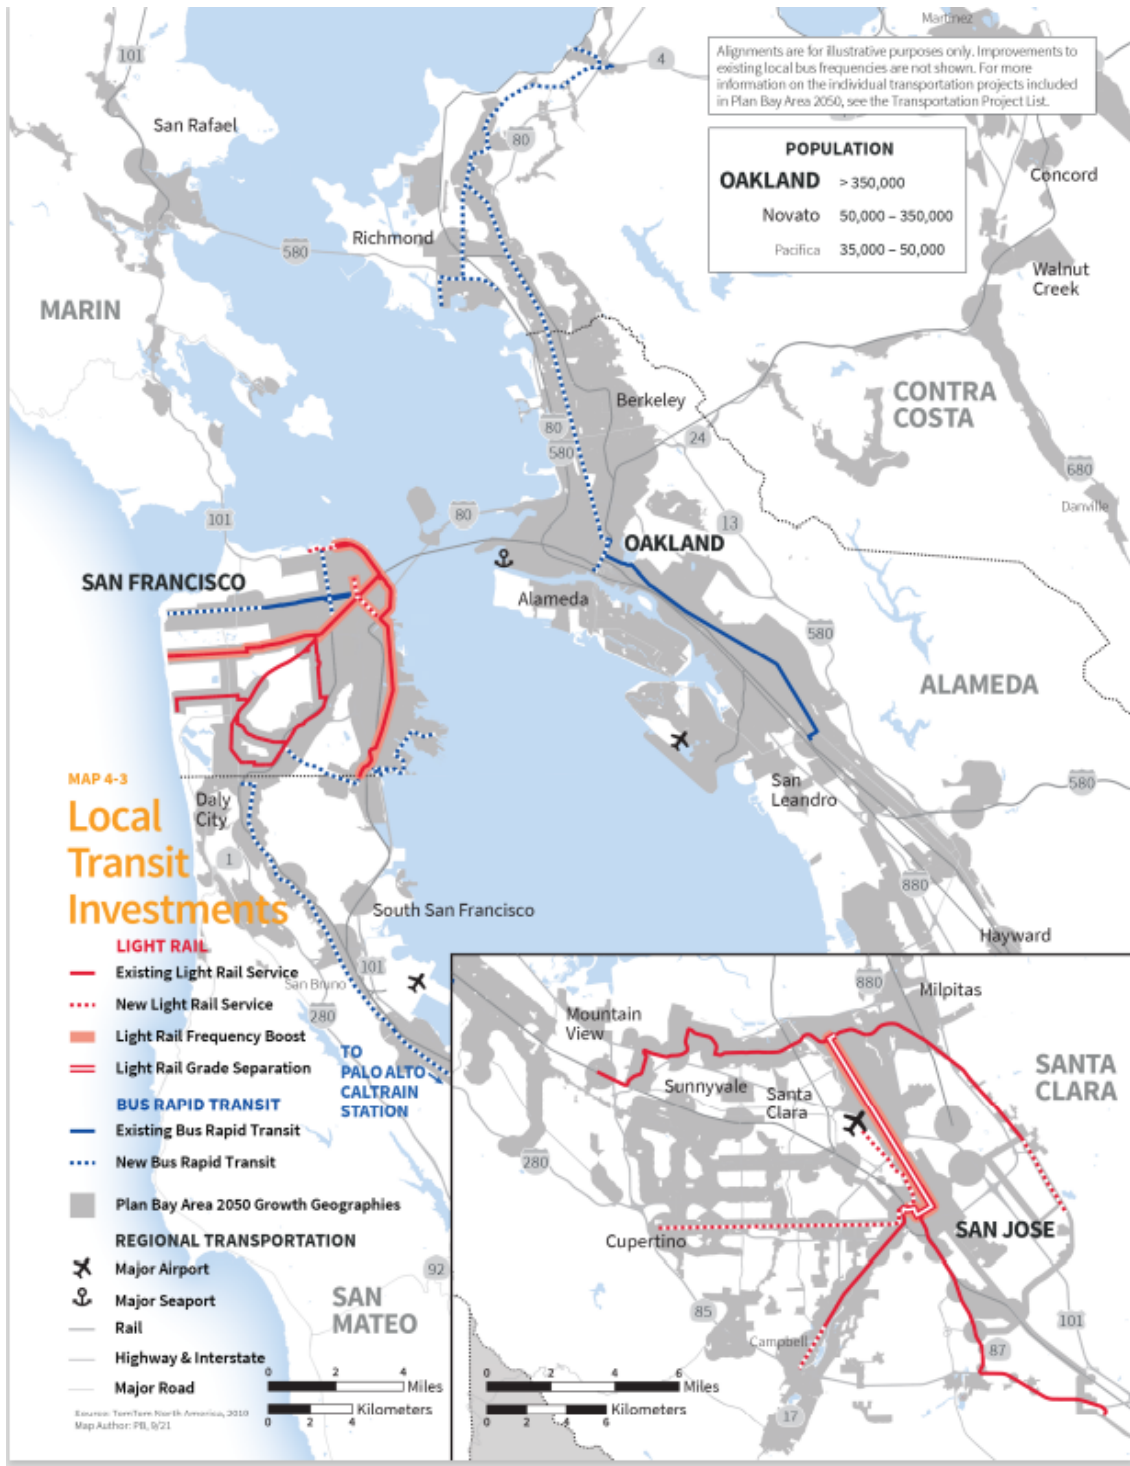 Martinez
101
4
Alignments are for illustrative purposes only. Improvements to
existing local bus frequencies are not shown. For more
information on the individual transportation projects included
in Plan Bay Area 2050, see the Transportation Project List.
San Rafael
80
POPULATION
OAKLAND > 350,000
Novato 50,000 – 350,000
Pacifica 35,000 – 50,000
Concord
Richmond
580
Walnut
Creek
MARIN
CONTRA
COSTA
Berkeley
80
580
24
680
Danville
101
80
13
OAKLAND
SAN FRANCISCO
Alameda
580
ALAMEDA
MAP 4-3
Local
Transit
Investments
Daly
City
San
Leandro
580
1
880
South San Francisco
Hayward
101
San Bruno
280
TO
PALO ALTO
CALTRAIN
STATION
LIGHT RAIL
Existing Light Rail Service
New Light Rail Service
Light Rail Frequency Boost
Light Rail Grade Separation
BUS RAPID TRANSIT
Existing Bus Rapid Transit
New Bus Rapid Transit
Plan Bay Area 2050 Growth Geographies
REGIONAL TRANSPORTATION
Major Airport
Major Seaport
Rail
Highway & Interstate
Major Road
Source: TomTom North America, 2019
Map Author: PB, 9/21
92
SAN
MATEO
0 2 4
Miles
Kilometers
0 2 4
880
Milpitas
Mountain
View
SANTA
CLARA
Sunnyvale
Santa
Clara
280
SAN JOSE
Cupertino
85
101
Campbell
87
0 2 4 6
Miles
Kilometers
0 2 4 6
17